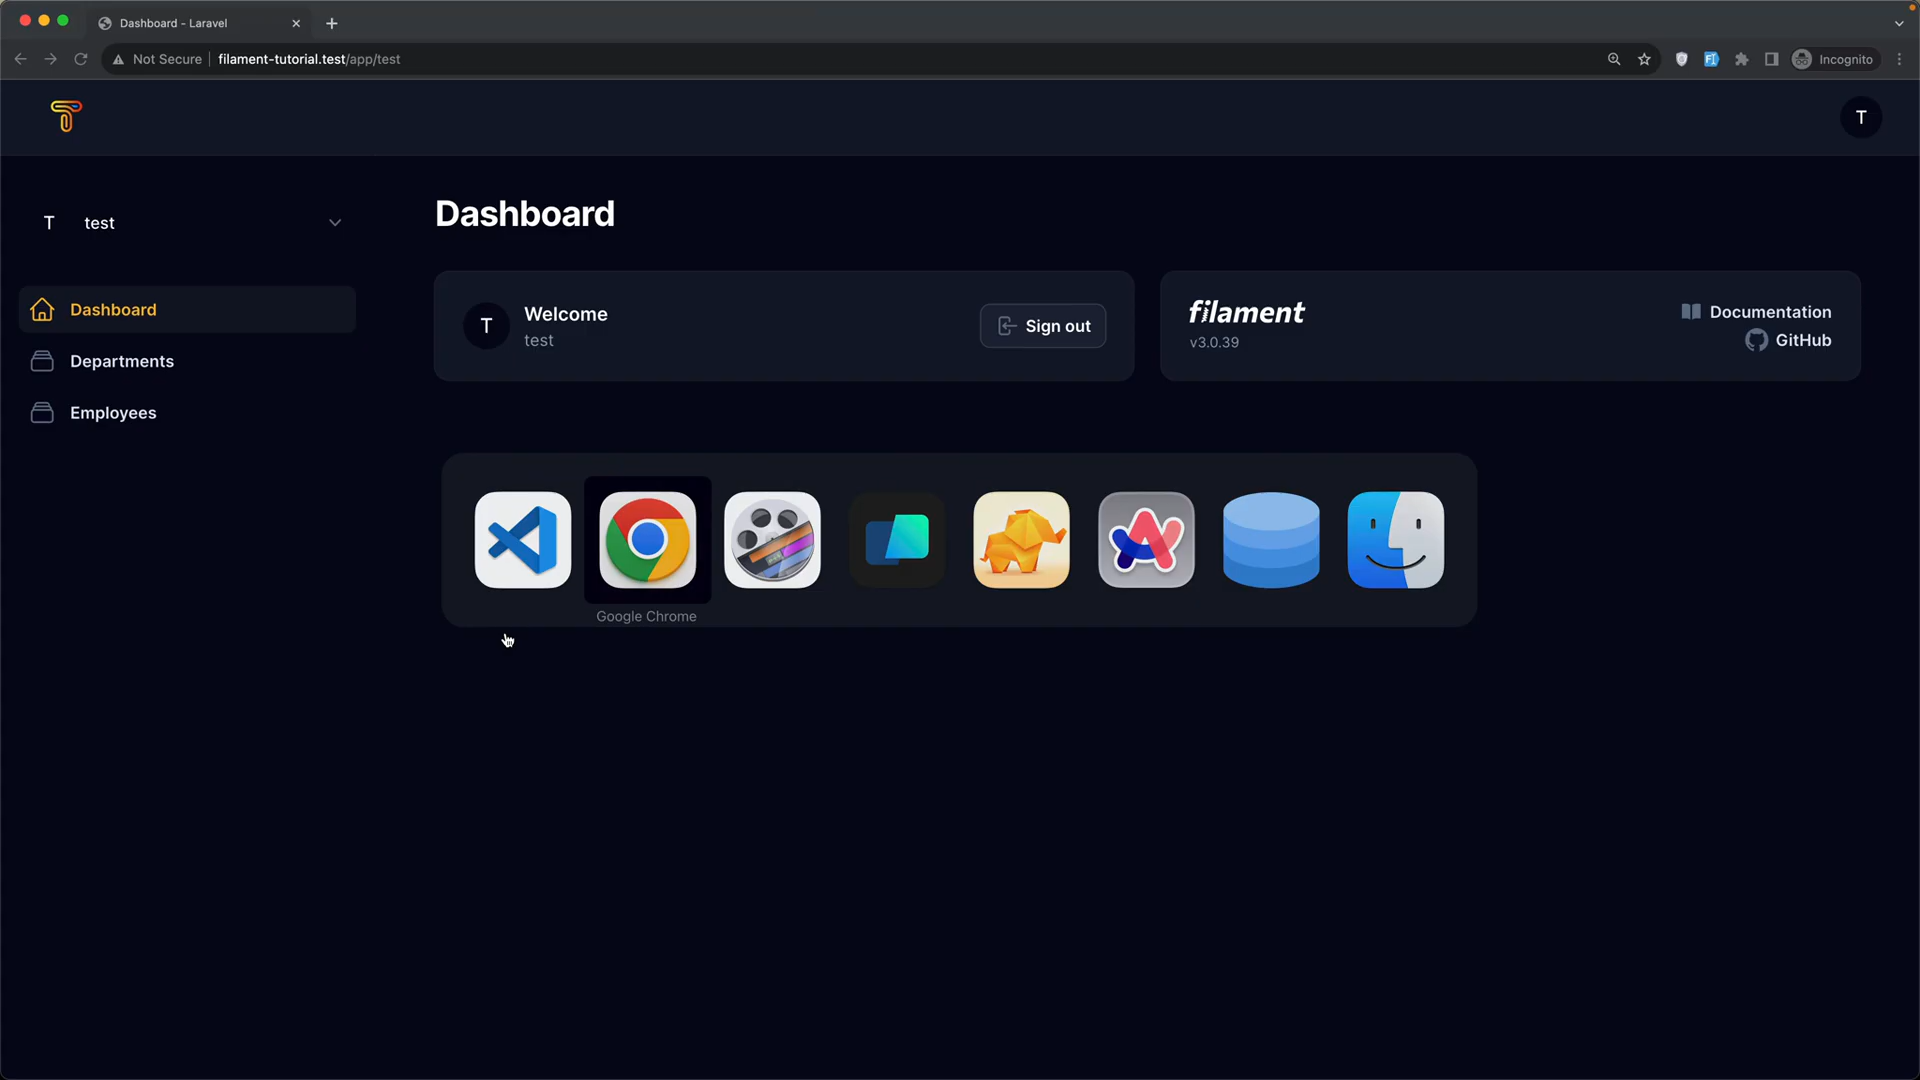 Dashboard - Laravel
Not Secure filament-tutorial.test/app/test
Incognito
T
T test
Dashboard
Departments
Employees
Dashboard
T
Welcome
test
Sign out
filament
v3.0.39
Documentation
GitHub
Google Chrome